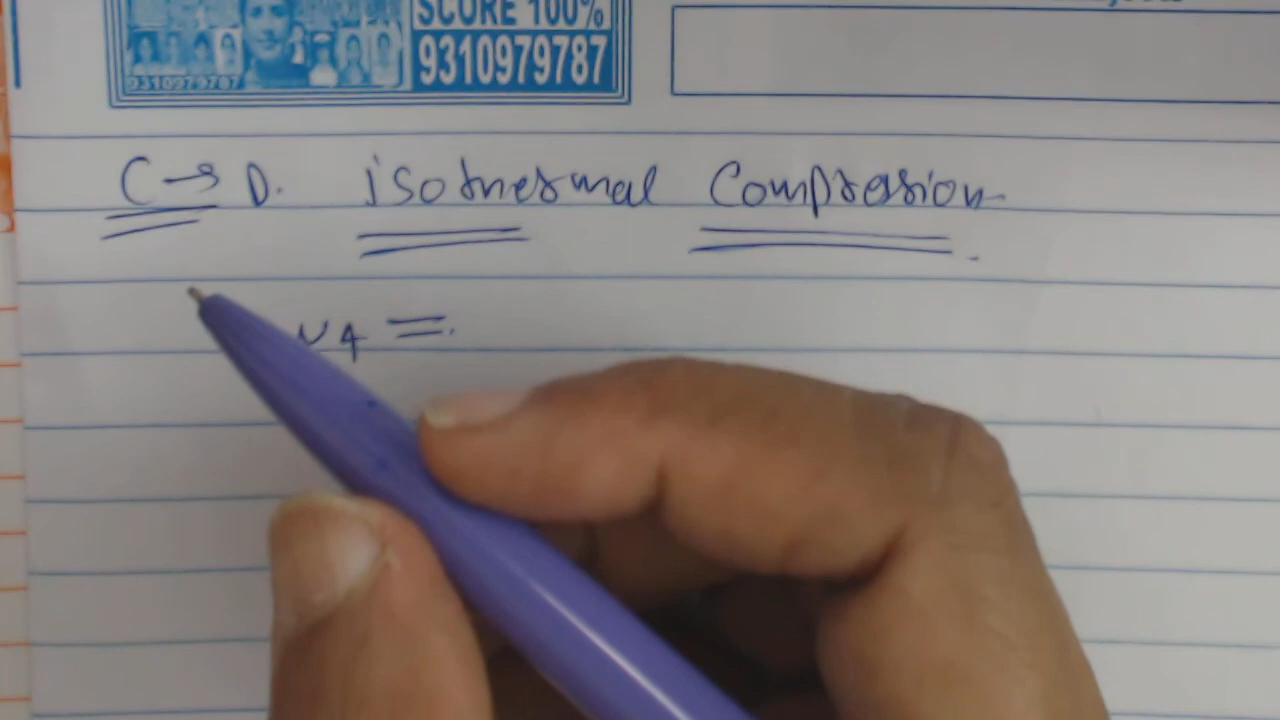 SCORE 100%
9310979787
9310979787
C → D. isothermal Compression
V4 =.